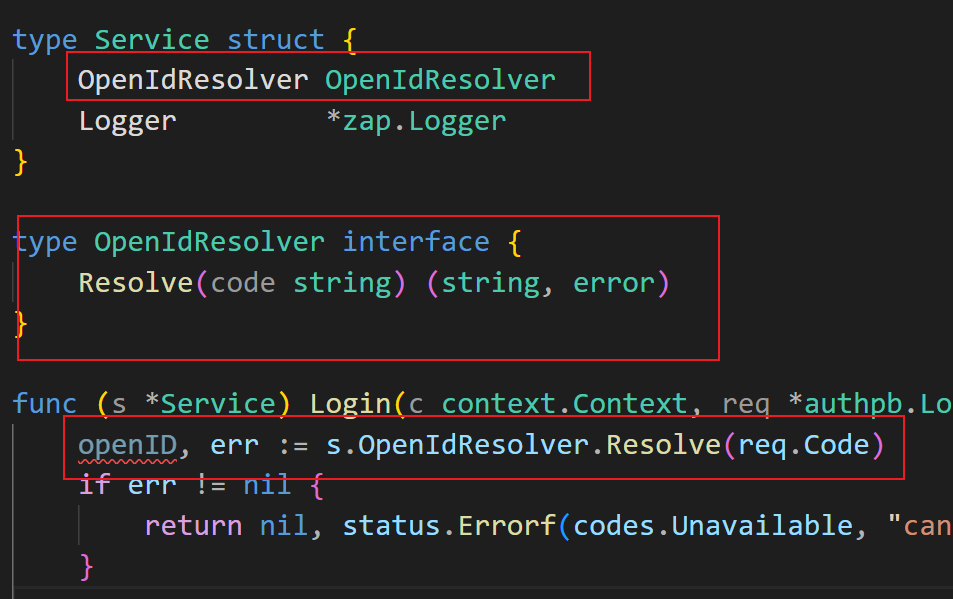 type Service struct {
    OpenIdResolver OpenIdResolver
    Logger         *zap.Logger
}
type OpenIdResolver interface {
    Resolve(code string) (string, error)
}
func (s *Service) Login(c context.Context, req *authpb.Lo
    openID, err := s.OpenIdResolver.Resolve(req.Code)
    if err != nil {
        return nil, status.Errorf(codes.Unavailable, "can
    }